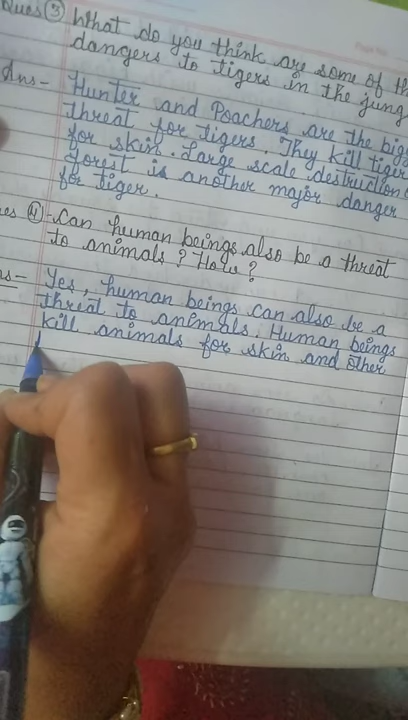 Ques ③ What do you think are some of th
dangers to tigers in the jung
Ans- Hunter and Poachers are the big
threat for tigers. They kill tiger
for skin. Large scale destruction
forest is another major danger
for tiger.
es ④ Can human beings also be a threat
to animals? How?
ns- Yes, human beings can also be a
threat to animals. Human beings
kill animals for skin and other